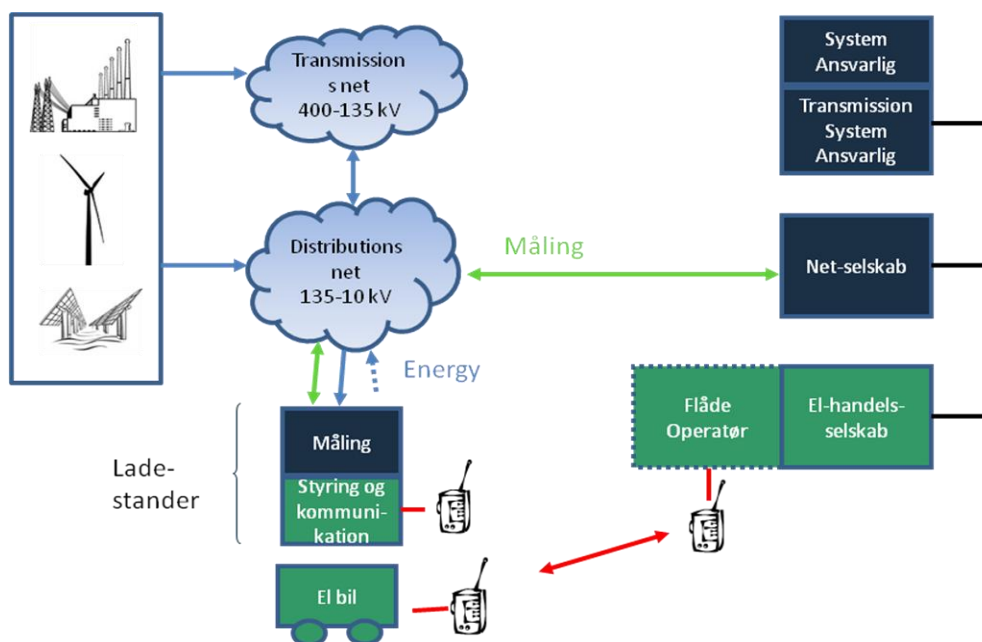 Transmission
s net
400-135 kV
System
Ansvarlig
Transmission
System
Ansvarlig
Distributions
net
135-10 kV
Måling
Net-selskab
Energy
Flåde
Operatør
El-handels-
selskab
Lade-
stander
Måling
Styring og
kommuni-
kation
El bil